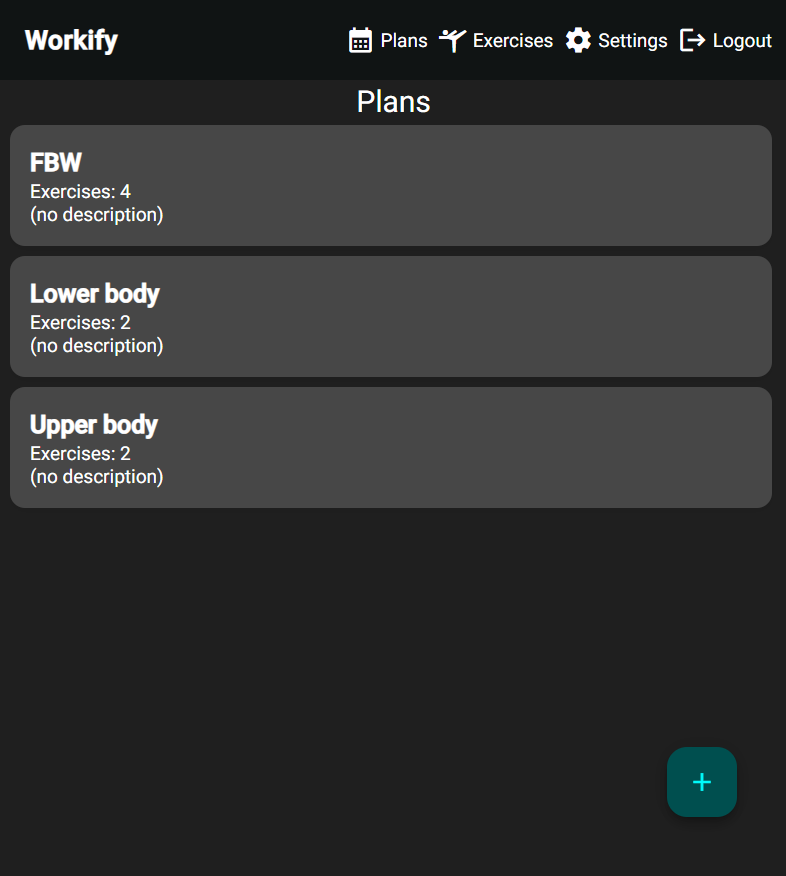 Workify
Plans Exercises Settings Logout
Plans
FBW
Exercises: 4
(no description)
Lower body
Exercises: 2
(no description)
Upper body
Exercises: 2
(no description)
+